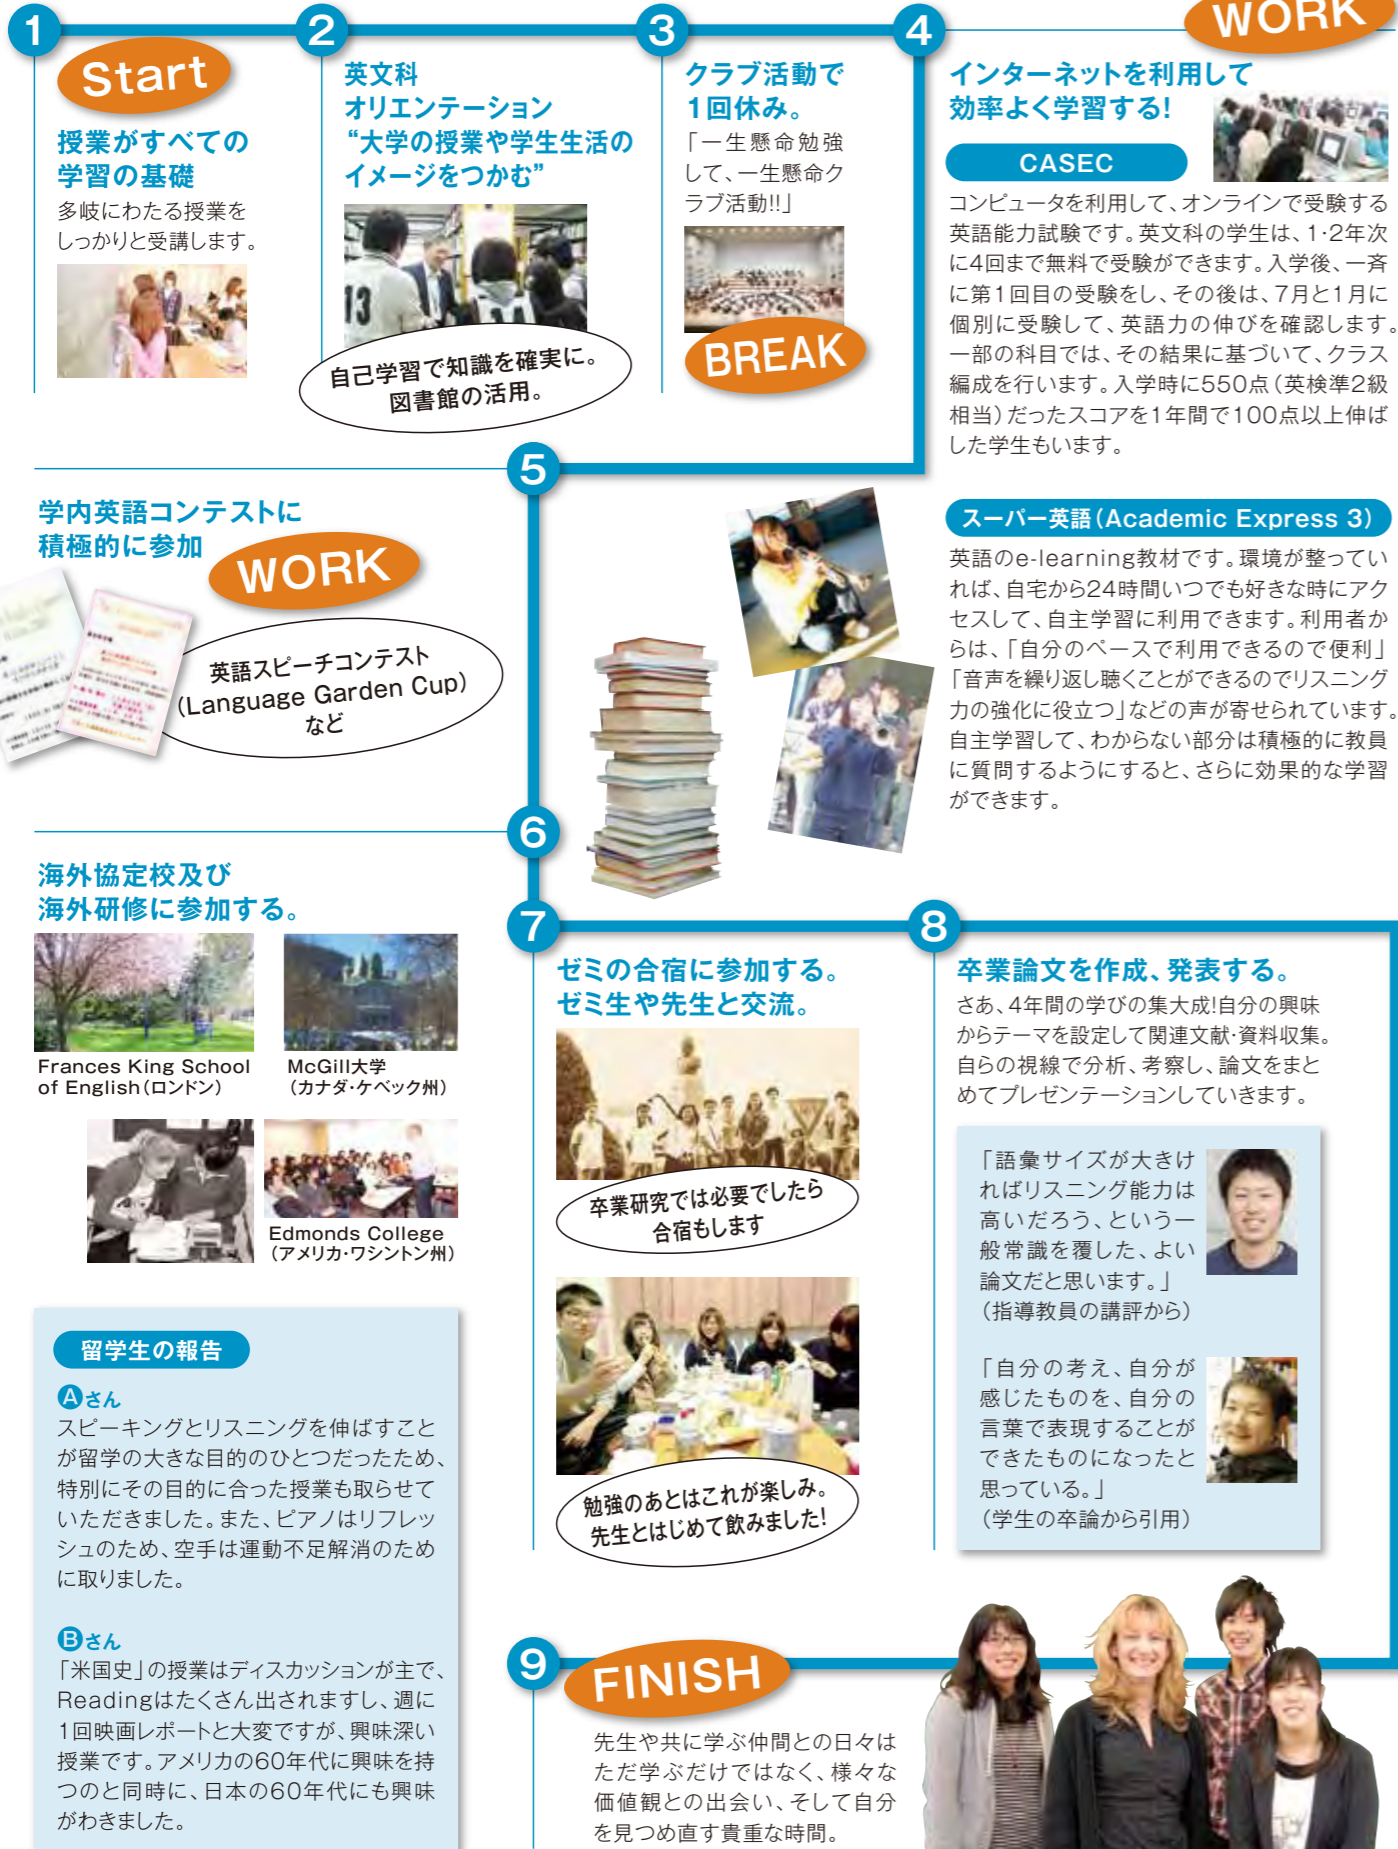 1
Start
授業がすべての
学習の基礎
多岐にわたる授業を
しっかりと受講します。
2
英文科
オリエンテーション
“大学の授業や学生生活の
イメージをつかむ”
13
自己学習で知識を確実に。
図書館の活用。
3
クラブ活動で
1回休み。
「一生懸命勉強
して、一生懸命ク
ラブ活動!!」
BREAK
4
WORK
インターネットを利用して
効率よく学習する!
CASEC
コンピュータを利用して、オンラインで受験する
英語能力試験です。英文科の学生は、1・2年次
に4回まで無料で受験ができます。入学後、一斉
に第1回目の受験をし、その後は、7月と1月に
個別に受験して、英語力の伸びを確認します。
一部の科目では、その結果に基づいて、クラス
編成を行います。入学時に550点(英検準2級
相当)だったスコアを1年間で100点以上伸ば
した学生もいます。
スーパー英語(Academic Express 3)
英語のe-learning教材です。環境が整ってい
れば、自宅から24時間いつでも好きな時にアク
セスして、自主学習に利用できます。利用者か
らは、「自分のペースで利用できるので便利」
「音声を繰り返し聴くことができるのでリスニング
力の強化に役立つ」などの声が寄せられています。
自主学習して、わからない部分は積極的に教員
に質問するようにすると、さらに効果的な学習
ができます。
5
学内英語コンテストに
積極的に参加
WORK
英語スピーチコンテスト
(Language Garden Cup)
など
6
海外協定校及び
海外研修に参加する。
Frances King School
of English(ロンドン)
McGill大学
(カナダ・ケベック州)
Edmonds College
(アメリカ・ワシントン州)
留学生の報告
Aさん
スピーキングとリスニングを伸ばすこと
が留学の大きな目的のひとつだったため、
特別にその目的に合った授業も取らせて
いただきました。また、ピアノはリフレッ
シュのため、空手は運動不足解消のため
に取りました。
Bさん
「米国史」の授業はディスカッションが主で、
Readingはたくさん出されますし、週に
1回映画レポートと大変ですが、興味深い
授業です。アメリカの60年代に興味を持
つのと同時に、日本の60年代にも興味
がわきました。
7
ゼミの合宿に参加する。
ゼミ生や先生と交流。
卒業研究では必要でしたら
合宿もします
勉強のあとはこれが楽しみ。
先生とはじめて飲みました!
8
卒業論文を作成、発表する。
さあ、4年間の学びの集大成!自分の興味
からテーマを設定して関連文献・資料収集。
自らの視線で分析、考察し、論文をまと
めてプレゼンテーションしていきます。
「語彙サイズが大きけ
ればリスニング能力は
高いだろう、という一
般常識を覆した、よい
論文だと思います。」
(指導教員の講評から)
「自分の考え、自分が
感じたものを、自分の
言葉で表現することが
できたものになったと
思っている。」
(学生の卒論から引用)
9
FINISH
先生や共に学ぶ仲間との日々は
ただ学ぶだけではなく、様々な
価値観との出会い、そして自分
を見つめ直す貴重な時間。